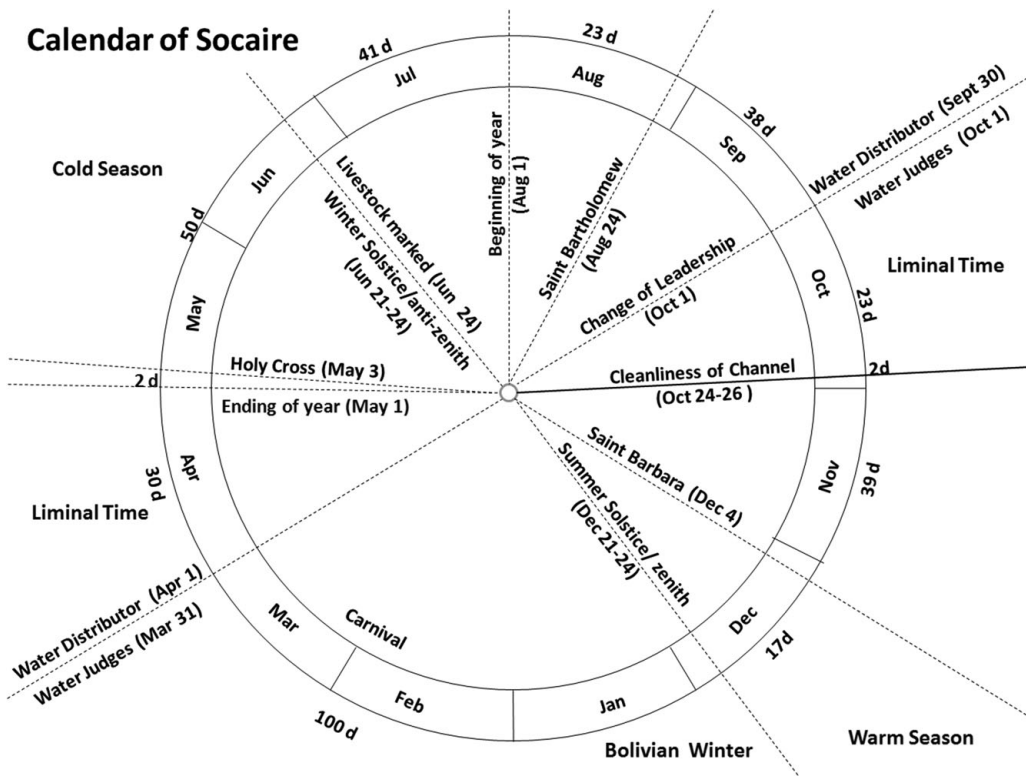 Calendar of Socaire
41 d
23 d
Jul
Aug
38d
Water Distributor (Sept 30)
Water Judges (Oct 1)
Sep
Cold Season
Jun
Livestock marked (Jun 24)
Winter Solstice/anti-zenith
(Jun 21-24)
Beginning of year
(Aug 1)
Saint Bartholomew
(Aug 24)
50 d
Change of Leadership
(Oct 1)
Liminal Time
Oct
23 d
May
Holy Cross (May 3)
2 d
Ending of year (May 1)
Cleanliness of Channel
(Oct 24-26 )
2d
Saint Barbara (Dec 4)
Nov
39 d
Apr
30 d
Liminal Time
Summer Solstice/ zenith
(Dec 21-24)
Water Distributor (Apr 1)
Water Judges (Mar 31)
Mar
Carnival
Dec
17d
Feb
Jan
100 d
Bolivian Winter
Warm Season